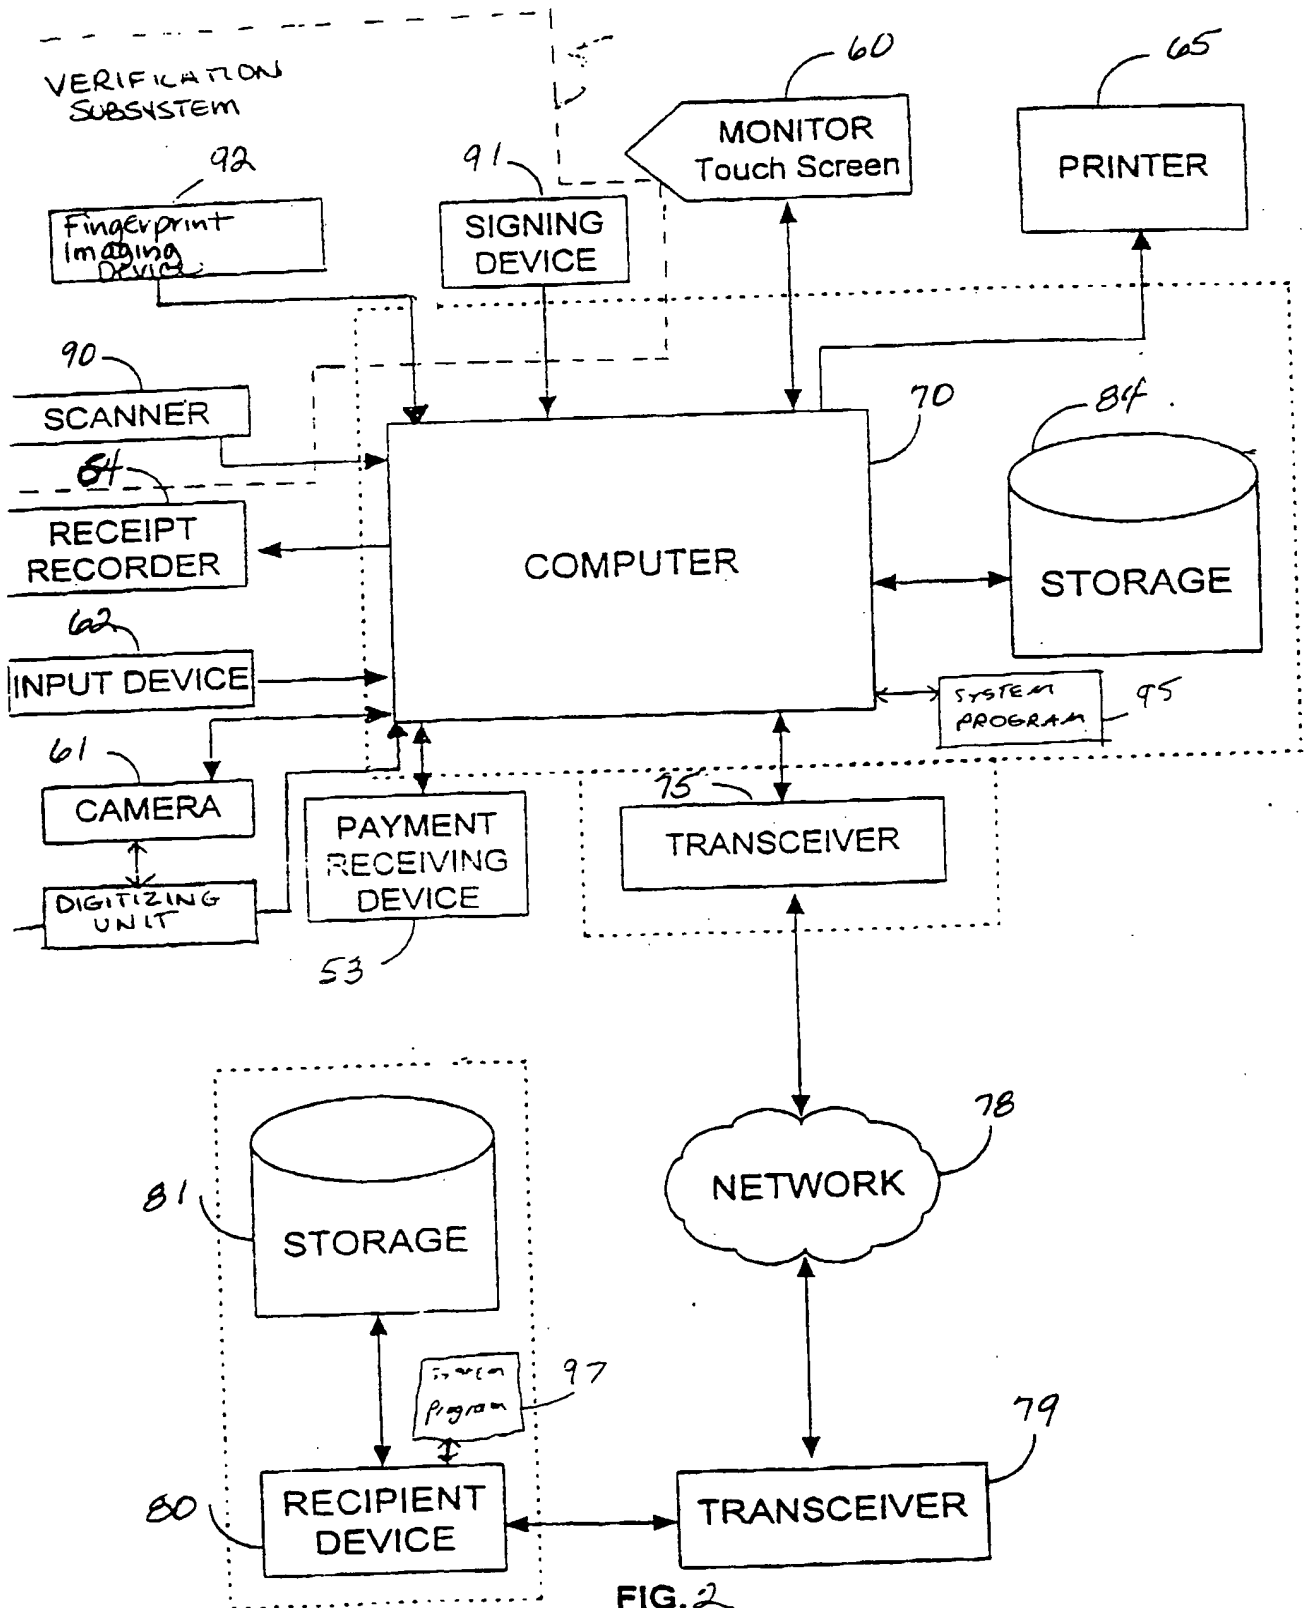 VERIFICATION
SUBSYSTEM
60
65
92
91
MONITOR
Touch Screen
PRINTER
Fingerprint
Imaging
Device
SIGNING
DEVICE
90
SCANNER
70
84
RECEIPT
RECORDER
COMPUTER
STORAGE
62
INPUT DEVICE
SYSTEM
PROGRAM
95
61
CAMERA
75
PAYMENT
RECEIVING
DEVICE
TRANSCEIVER
DIGITIZING
UNIT
53
78
NETWORK
81
STORAGE
97
Program
79
80
RECIPIENT
DEVICE
TRANSCEIVER
FIG. 2